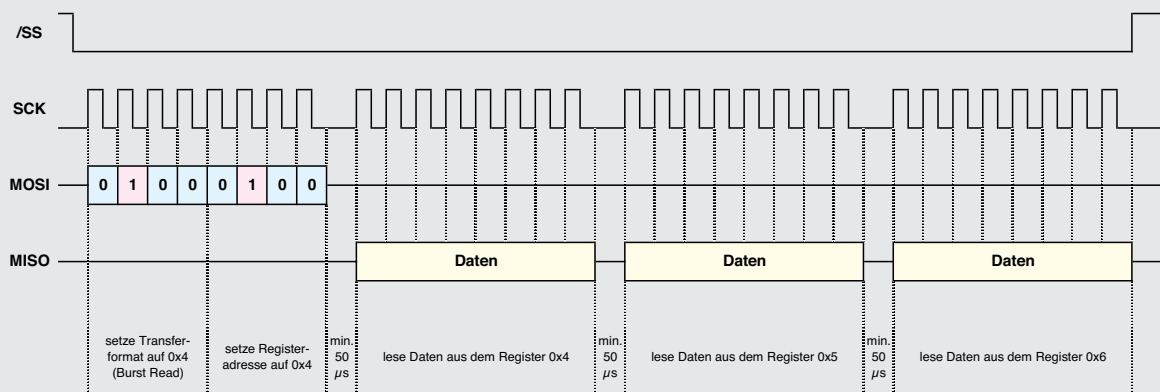 /SS
SCK
MOSI
0 1 0 0 0 1 0 0
MISO
Daten
Daten
Daten
setze Transfer-
format auf 0x4
(Burst Read)
setze Register-
adresse auf 0x4
min.
50
µs
lese Daten aus dem Register 0x4
min.
50
µs
lese Daten aus dem Register 0x5
min.
50
µs
lese Daten aus dem Register 0x6